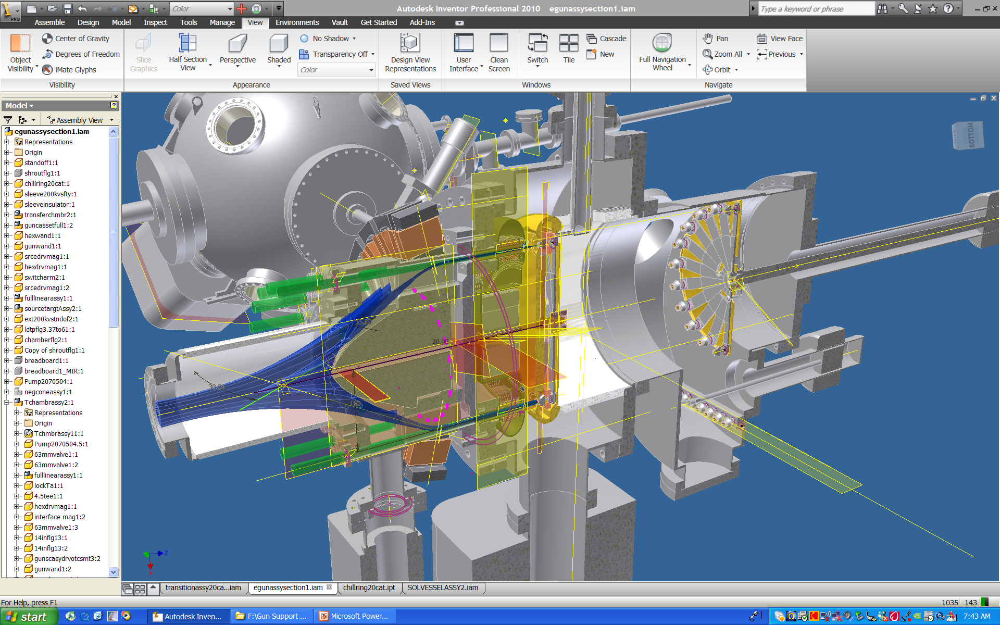 PRO
Color
Autodesk Inventor Professional 2010 egunassysection1.iam
Type a keyword or phrase
Assemble Design Model Inspect Tools Manage View Environments Vault Get Started Add-Ins
Object Visibility
Center of Gravity
Degrees of Freedom
iMate Glyphs
Visibility
Slice Graphics
Half Section View
Perspective
Shaded
No Shadow
Transparency Off
Color
Appearance
Design View Representations
Saved Views
User Interface
Clean Screen
Switch
Tile
Cascade
New
Windows
Full Navigation Wheel
Pan
Zoom All
Orbit
View Face
Previous
Navigate
Model
Assembly View
egunassysection1.iam
Representations
Origin
standoff1:1
shroutflg1:1
chillring20cat:1
sleeve200kvsfty:1
sleeveinsulator:1
transferchmbr2:1
guncassetfull1:2
hexwand1:1
gunwand1:1
srcedrvmag1:1
hexdrvmag1:1
switcharm2:1
srcedrvmag1:2
fulllinearassy1:1
sourcetargtAssy2:1
ext200kvstndof2:1
ldtpflg3.37to61:1
chamberflg2:1
Copy of shroutflg1:1
breadboard1:1
breadboard1_MIR:1
Pump2070504:1
negconeassy1:1
Tchambrassy2:1
Representations
Origin
Tchmbrassy11:1
Pump2070504.5:1
63mmvalve1:1
63mmvalve1:2
fulllinearassy1:1
lockTa1:1
4.5tee1:1
hexdrvmag1:1
interface mag1:2
63mmvalve1:3
14inflg13:1
14inflg13:2
gunscasydrvotcsmt3:2
gunwand1:2
BOTTOM
30.00
30.00
Z
X
transitionassy20ca...iam
egunassysection1.iam
chillring20cat.ipt
SOLVESSELASSY2.iam
For Help, press F1
1035 143
start
Autodesk Inven...
F:\Gun Support ...
Microsoft Power...
7:43 AM